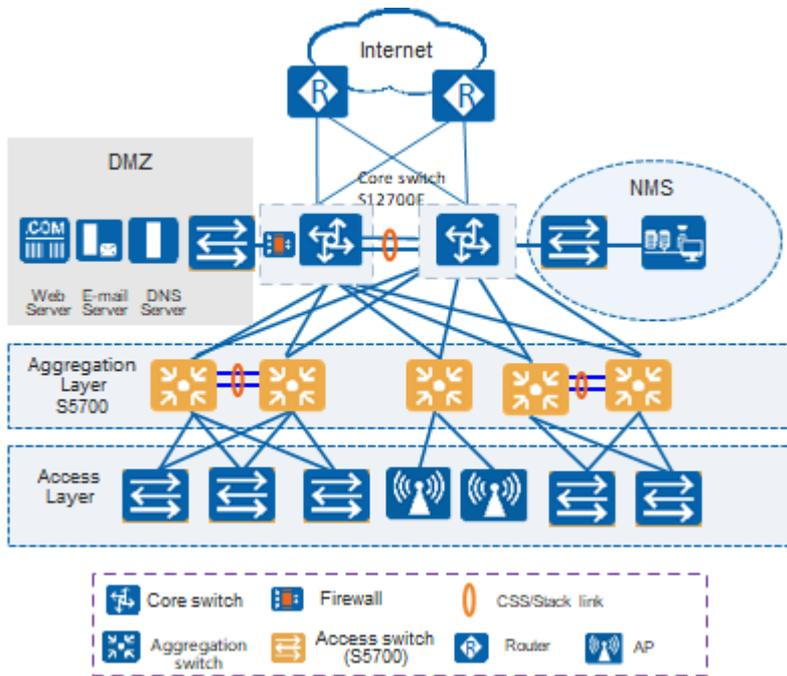 Internet
R
R
DMZ
Core switch
S12700E
NMS
.COM
Web
Server
E-mail
Server
DNS
Server
Aggregation
Layer
S5700
Access
Layer
Core switch
Firewall
CSS/Stack link
Aggregation
switch
Access switch
(S5700)
R
Router
AP